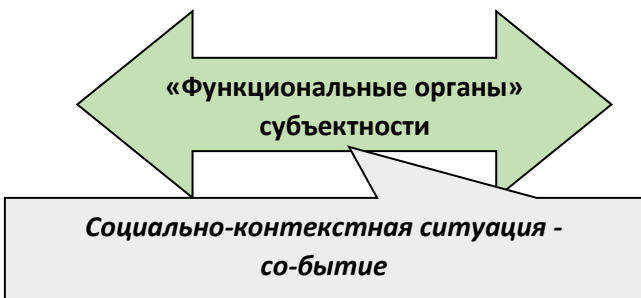 «Функциональные органы»
субъектности
Социально-контекстная ситуация -
со-бытие